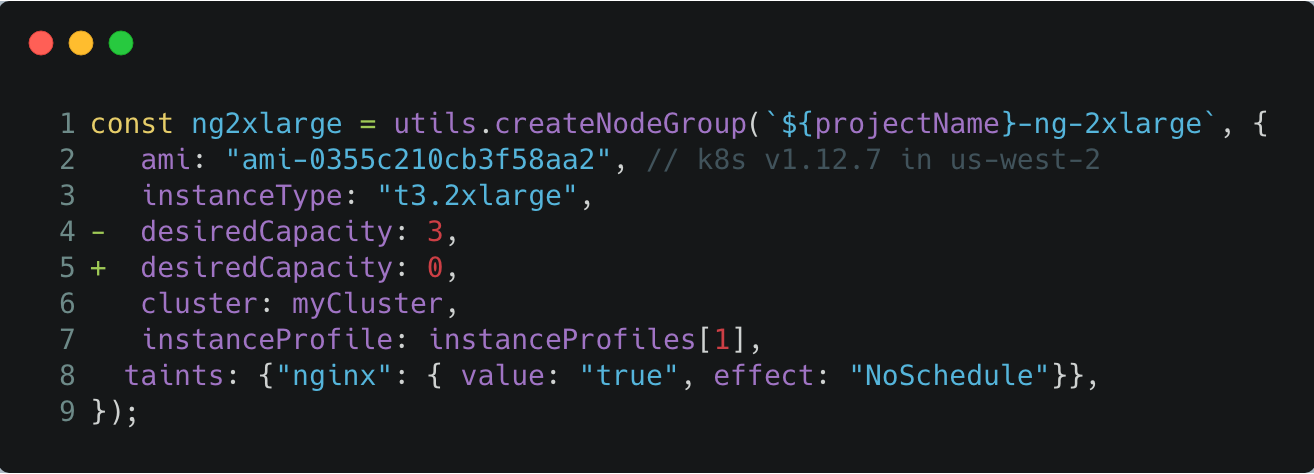 1 const ng2xlarge = utils.createNodeGroup(`${projectName}-ng-2xlarge`, {
2    ami: "ami-0355c210cb3f58aa2", // k8s v1.12.7 in us-west-2
3    instanceType: "t3.2xlarge",
4 -  desiredCapacity: 3,
5 +  desiredCapacity: 0,
6    cluster: myCluster,
7    instanceProfile: instanceProfiles[1],
8   taints: {"nginx": { value: "true", effect: "NoSchedule"}},
9 });